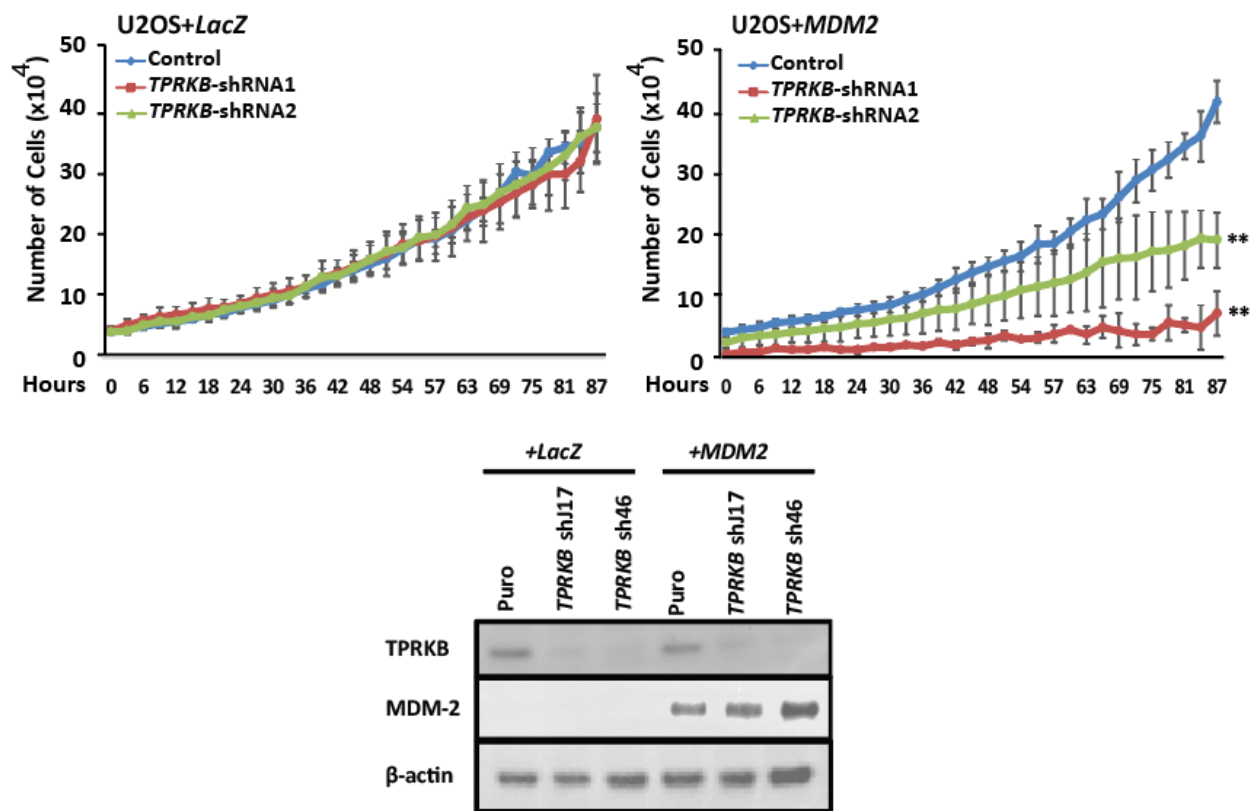 U2OS+LacZ
Control
TPRKB-shRNA1
TPRKB-shRNA2
Number of Cells (x10^4)
50
40
30
20
10
0
Hours 0 6 12 18 24 30 36 42 48 54 57 63 69 75 81 87
U2OS+MDM2
Control
TPRKB-shRNA1
TPRKB-shRNA2
Number of Cells (x10^4)
50
40
30
20
10
0
**
**
Hours 0 6 12 18 24 30 36 42 48 54 57 63 69 75 81 87
+LacZ +MDM2
Puro TPRKB shJ17 TPRKB sh46 Puro TPRKB shJ17 TPRKB sh46
TPRKB
MDM-2
β-actin